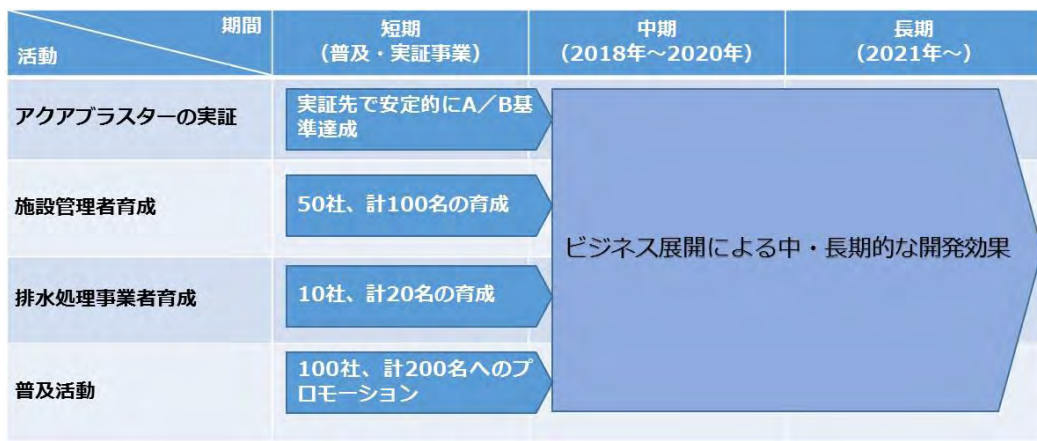 期間
活動
短期
(普及・実証事業)
中期
(2018年~2020年)
長期
(2021年~)
アクアブラスターの実証
実証先で安定的にA/B基
準達成
施設管理者育成
50社、計100名の育成
ビジネス展開による中・長期的な開発効果
排水処理事業者育成
10社、計20名の育成
普及活動
100社、計200名へのプ
ロモーション